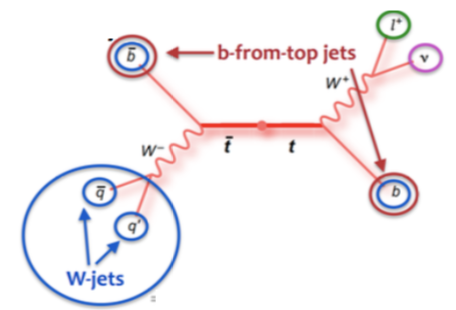 l⁺
b̄
b-from-top jets
ν
W⁺
t̄
t
W⁻
q̄
b
q'
W-jets